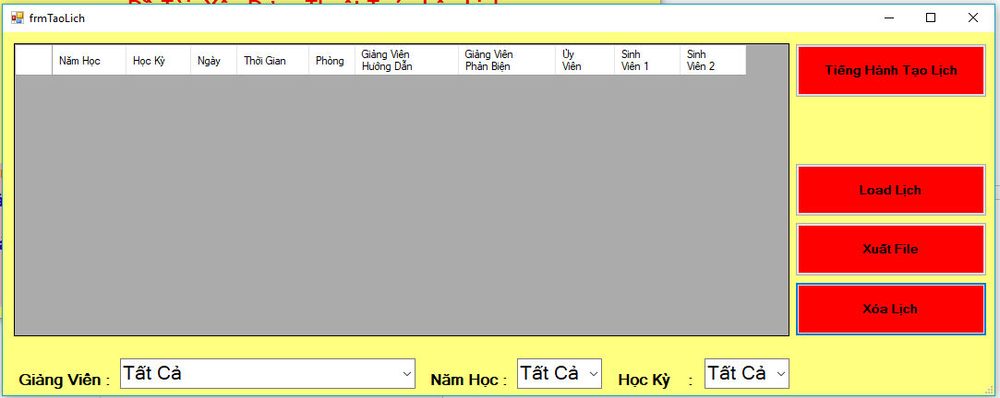 frmTaoLich
Năm Học Học Kỳ Ngày Thời Gian Phòng Giảng Viên Hướng Dẫn Giảng Viên Phản Biện Ủy Viên Sinh Viên 1 Sinh Viên 2
Tiếng Hành Tạo Lịch
Load Lịch
Xuất File
Xóa Lịch
Giảng Viên : Tất Cả Năm Học : Tất Cả Học Kỳ : Tất Cả